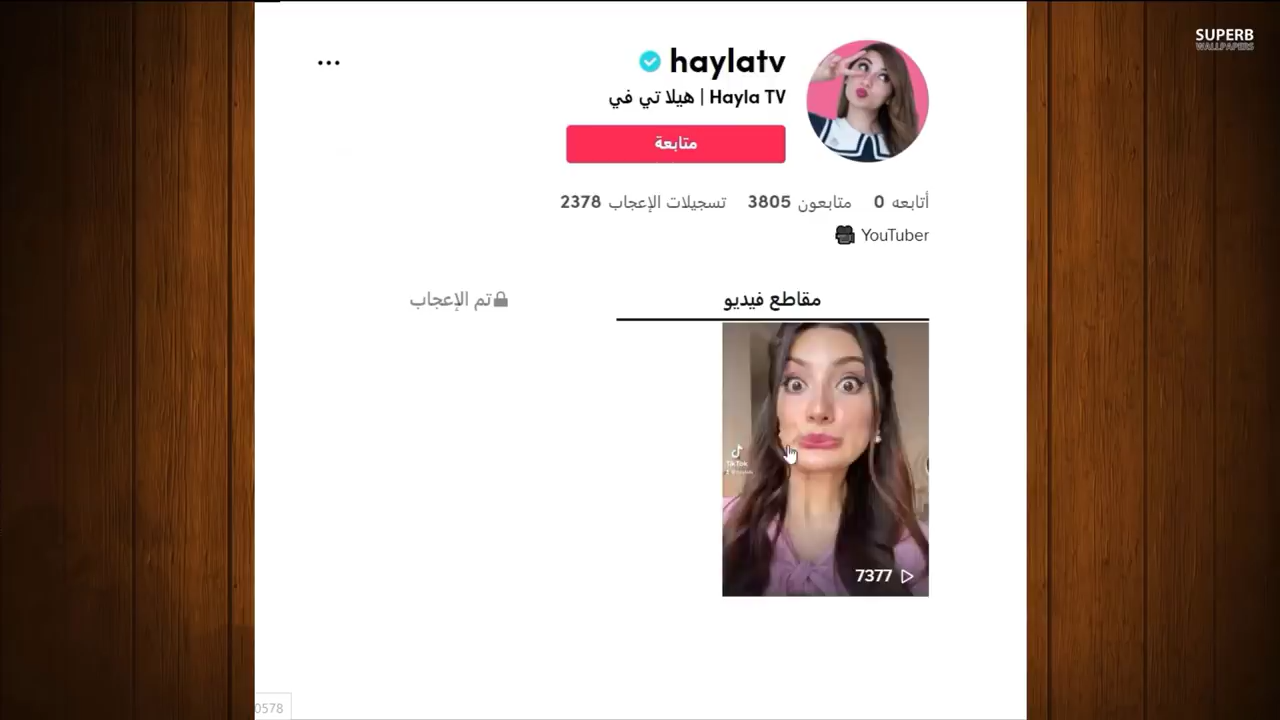 SUPERB
WALLPAPERS
haylatv
Hayla TV | هيلا تي في
متابعة
أتابعه 0 متابعون 3805 تسجيلات الإعجاب 2378
YouTuber
مقاطع فيديو
تم الإعجاب
TikTok
7377
0578